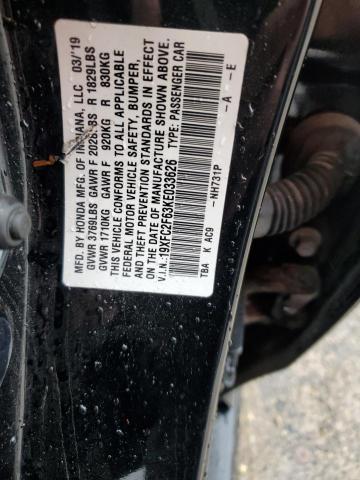 MFD. BY HONDA MFG. OF INDIANA, LLC 03/'19
GVWR 3769LBS GAWR F 2028LBS R 1829LBS
GVWR 1710KG GAWR F 920KG R 830KG
THIS VEHICLE CONFORMS TO ALL APPLICABLE
FEDERAL MOTOR VEHICLE SAFETY, BUMPER,
AND THEFT PREVENTION STANDARDS IN EFFECT
ON THE DATE OF MANUFACTURE SHOWN ABOVE.
V.I.N.:19XFC2F63KE033626 TYPE: PASSENGER CAR
-NH731P -A -E
TBA K AC9